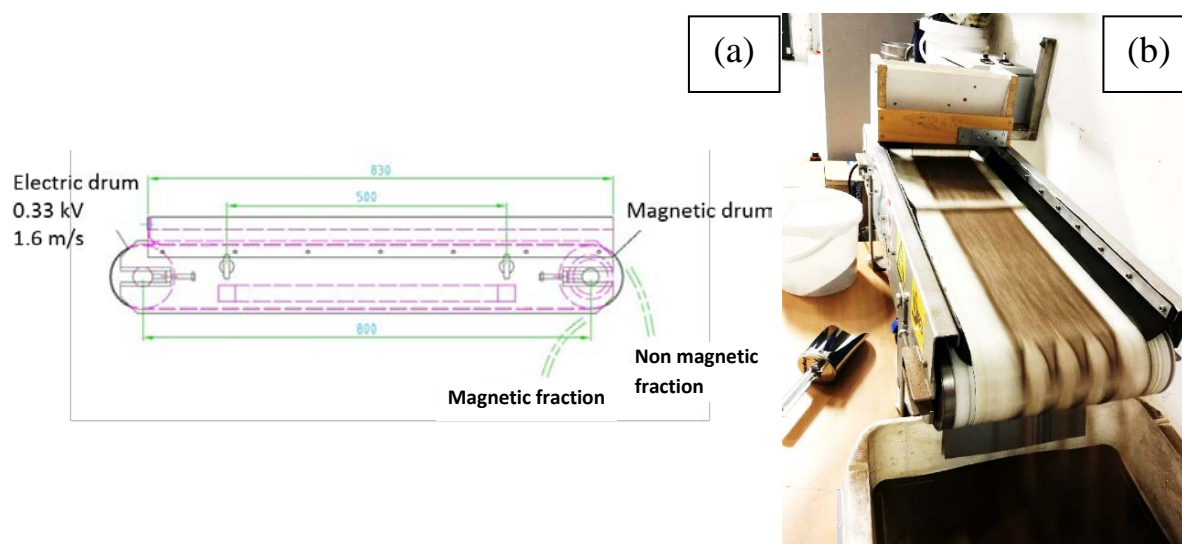 (a)
(b)
830
Electric drum
0.33 kV
1.6 m/s
500
Magnetic drum
800
Non magnetic
fraction
Magnetic fraction